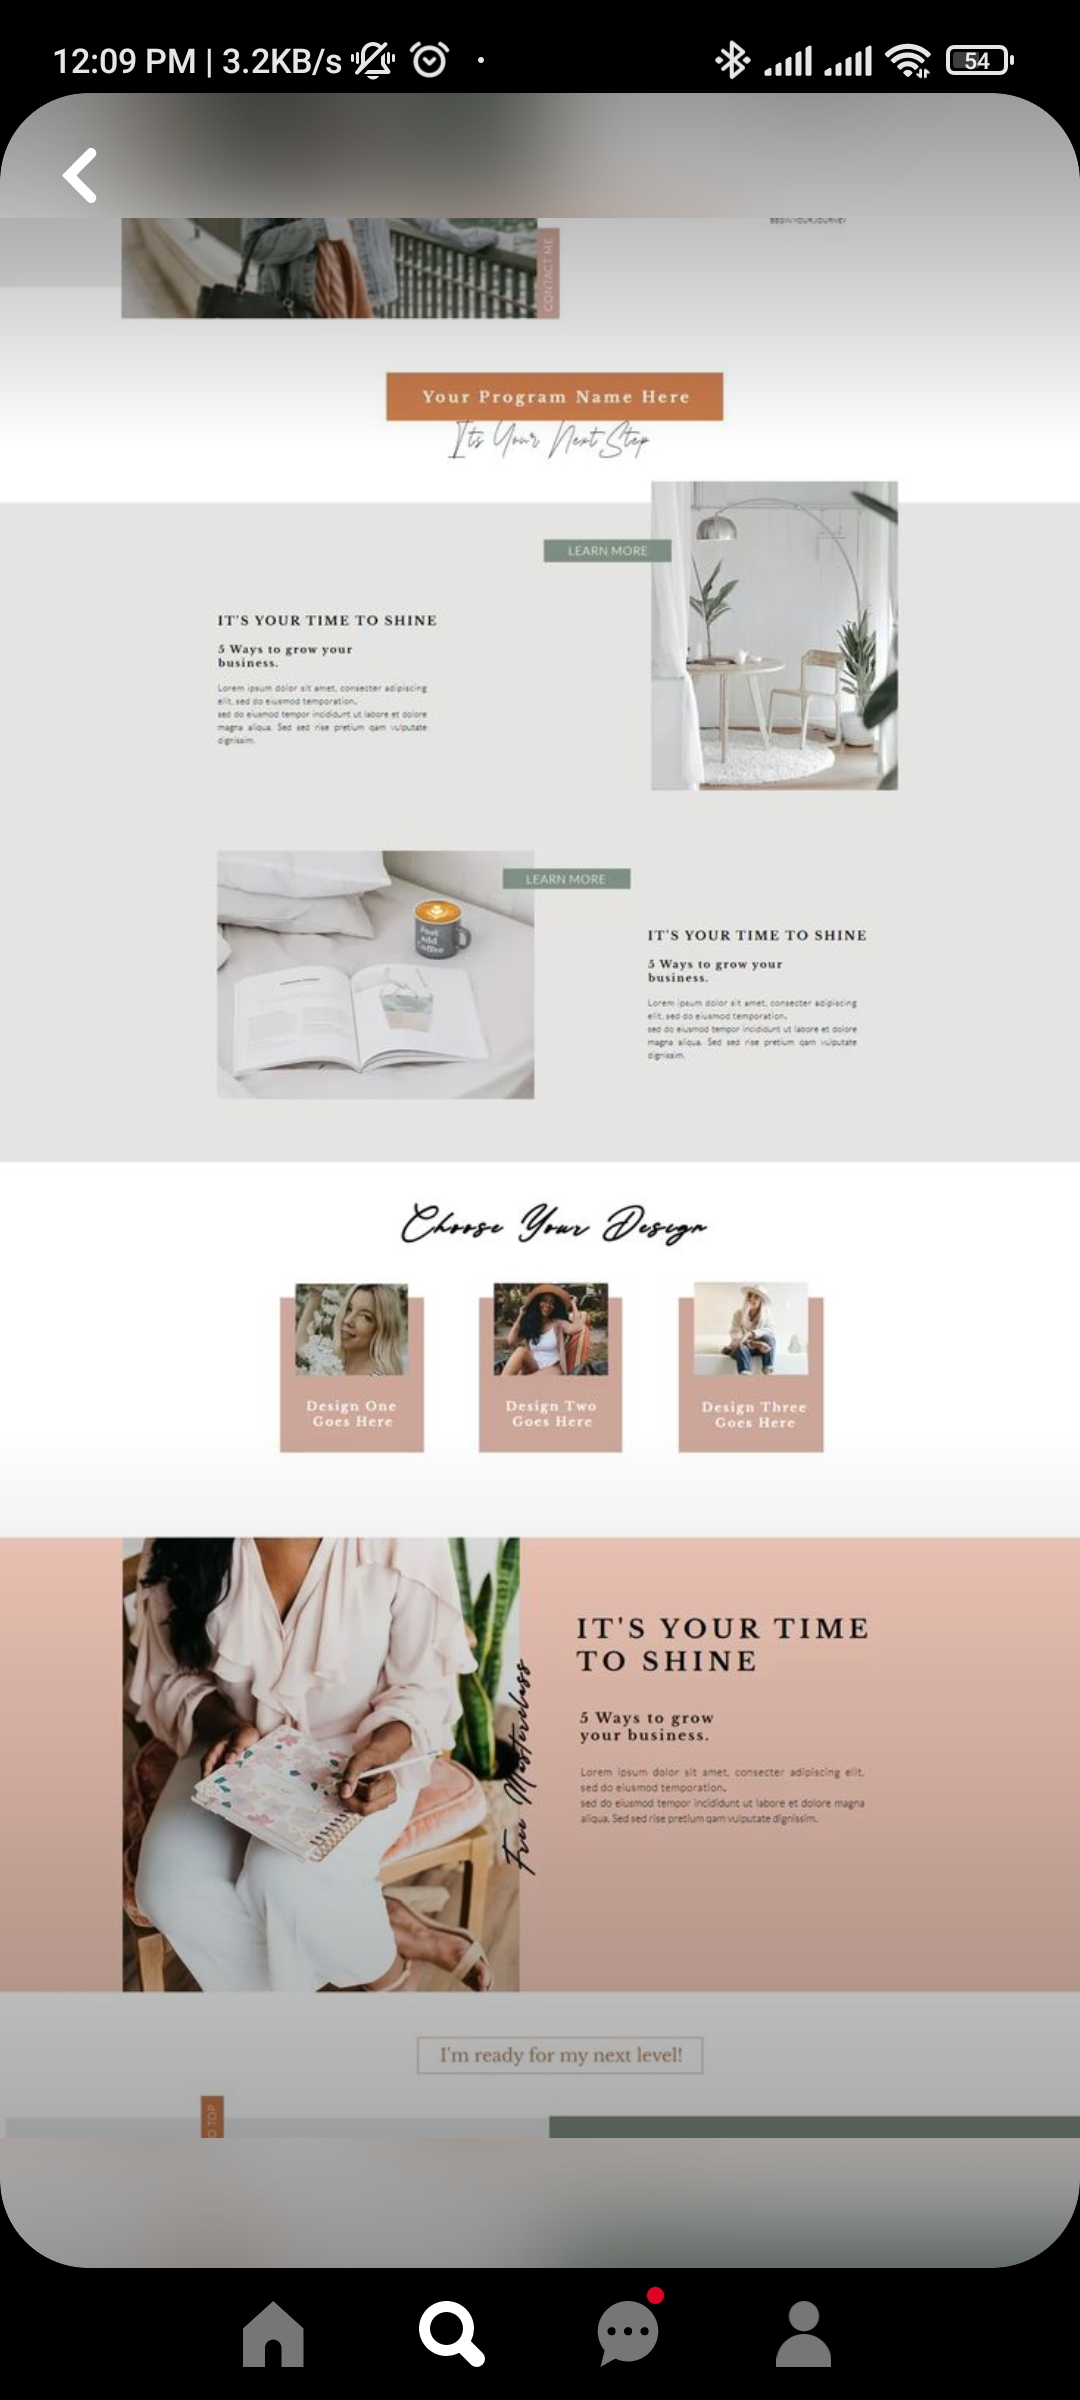 12:09 PM | 3.2KB/s
54
BEGIN YOUR JOURNEY
CONTACT ME
Your Program Name Here
Its Your Next Step
LEARN MORE
IT'S YOUR TIME TO SHINE
5 Ways to grow your
business.
Lorem ipsum dolor sit amet, consecter adipiscing
elit, sed do eiusmod temporation.
sed do eiusmod tempor incididunt ut labore et dolore
magna aliqua. Sed sed rise pretium qam vulputate
dignissim.
LEARN MORE
Just
Add
Coffee
IT'S YOUR TIME TO SHINE
5 Ways to grow your
business.
Lorem ipsum dolor sit amet, consecter adipiscing
elit, sed do eiusmod temporation.
sed do eiusmod tempor incididunt ut labore et dolore
magna aliqua. Sed sed rise pretium qam vulputate
dignissim.
Choose Your Design
Design One
Goes Here
Design Two
Goes Here
Design Three
Goes Here
Free Masterclass
IT'S YOUR TIME
TO SHINE
5 Ways to grow
your business.
Lorem ipsum dolor sit amet, consecter adipiscing elit,
sed do eiusmod temporation.
sed do eiusmod tempor incididunt ut labore et dolore magna
aliqua. Sed sed rise pretium qam vulputate dignissim.
I'm ready for my next level!
O TOP